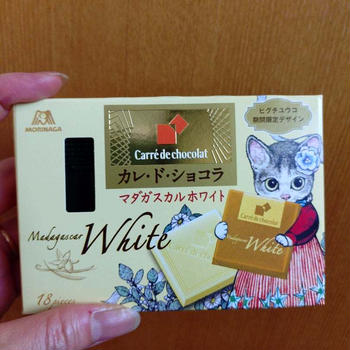 MORINAGA
Carré de chocolat
カレ・ド・ショコラ
マダガスカルホワイト
ヒグチユウコ
期間限定デザイン
Madagascar
White
18 pieces
White